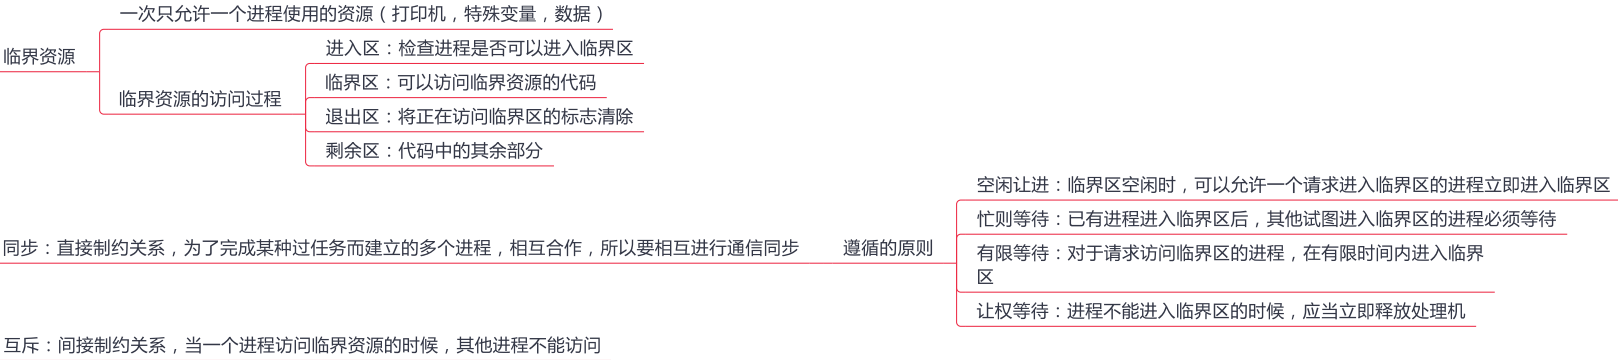 一次只允许一个进程使用的资源（打印机，特殊变量，数据）
临界资源
进入区：检查进程是否可以进入临界区
临界区：可以访问临界资源的代码
临界资源的访问过程
退出区：将正在访问临界区的标志清除
剩余区：代码中的其余部分
同步：直接制约关系，为了完成某种过任务而建立的多个进程，相互合作，所以要相互进行通信同步
遵循的原则
空闲让进：临界区空闲时，可以允许一个请求进入临界区的进程立即进入临界区
忙则等待：已有进程进入临界区后，其他试图进入临界区的进程必须等待
有限等待：对于请求访问临界区的进程，在有限时间内进入临界
区
让权等待：进程不能进入临界区的时候，应当立即释放处理机
互斥：间接制约关系，当一个进程访问临界资源的时候，其他进程不能访问